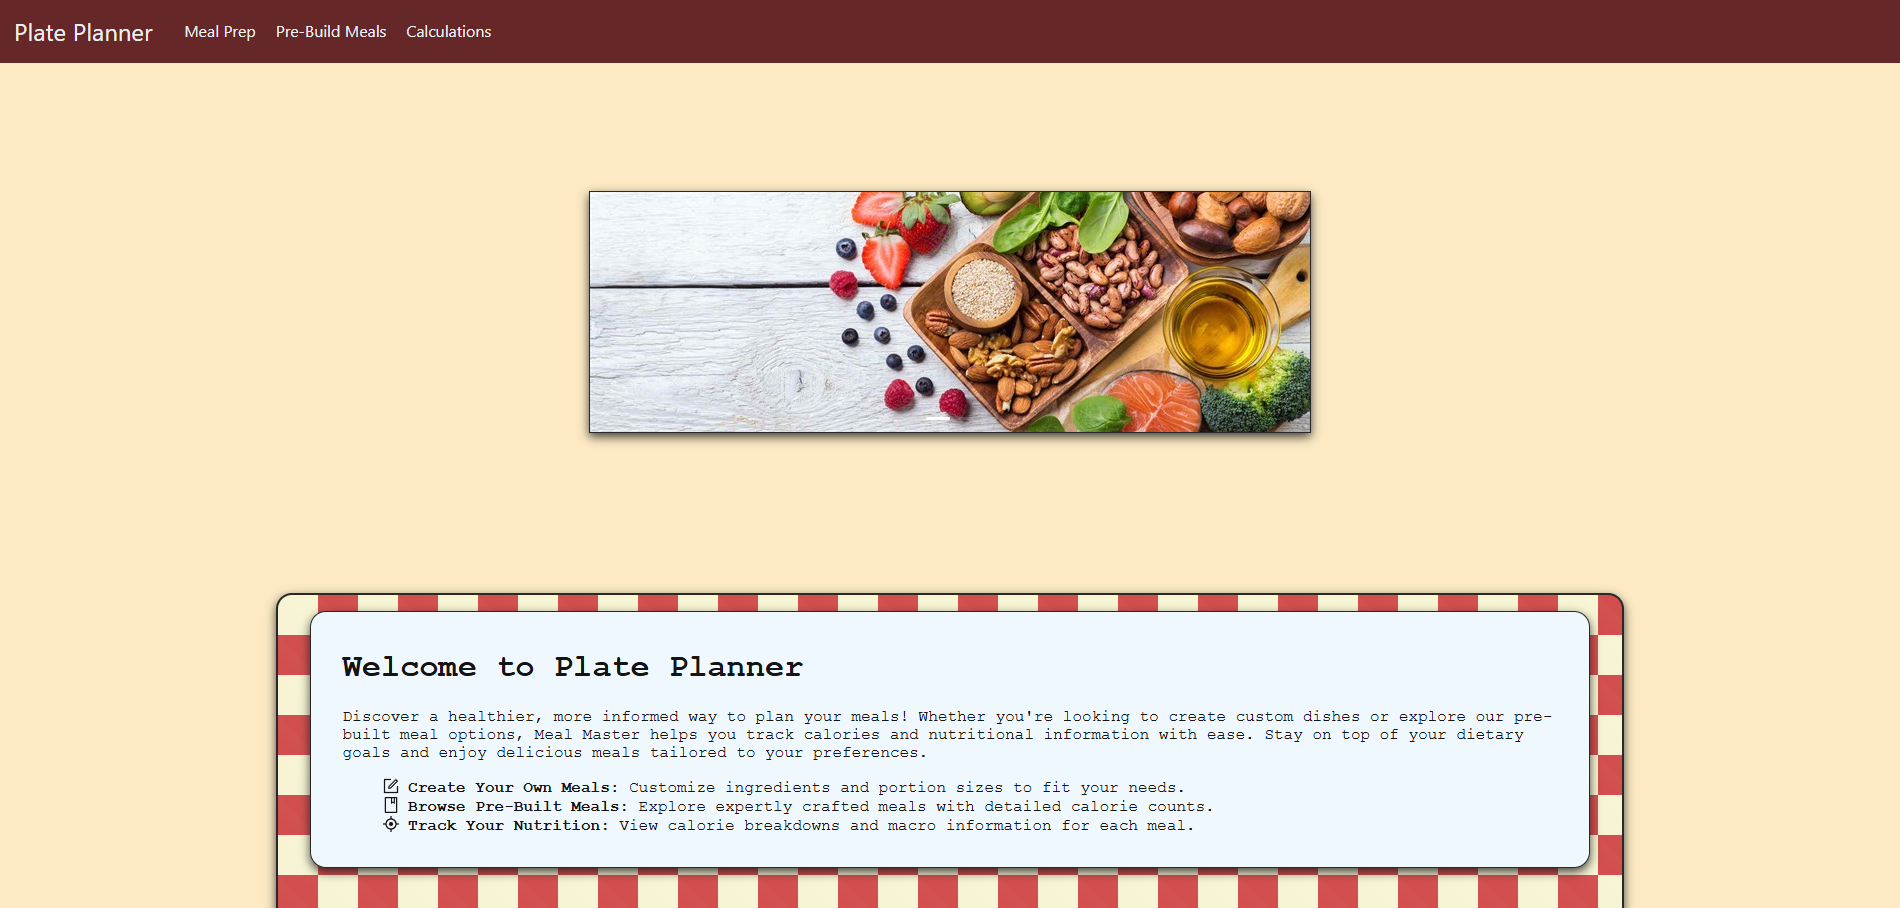 Plate Planner Meal Prep Pre-Build Meals Calculations
Welcome to Plate Planner
Discover a healthier, more informed way to plan your meals! Whether you're looking to create custom dishes or explore our pre-
built meal options, Meal Master helps you track calories and nutritional information with ease. Stay on top of your dietary
goals and enjoy delicious meals tailored to your preferences.
Create Your Own Meals: Customize ingredients and portion sizes to fit your needs.
Browse Pre-Built Meals: Explore expertly crafted meals with detailed calorie counts.
Track Your Nutrition: View calorie breakdowns and macro information for each meal.